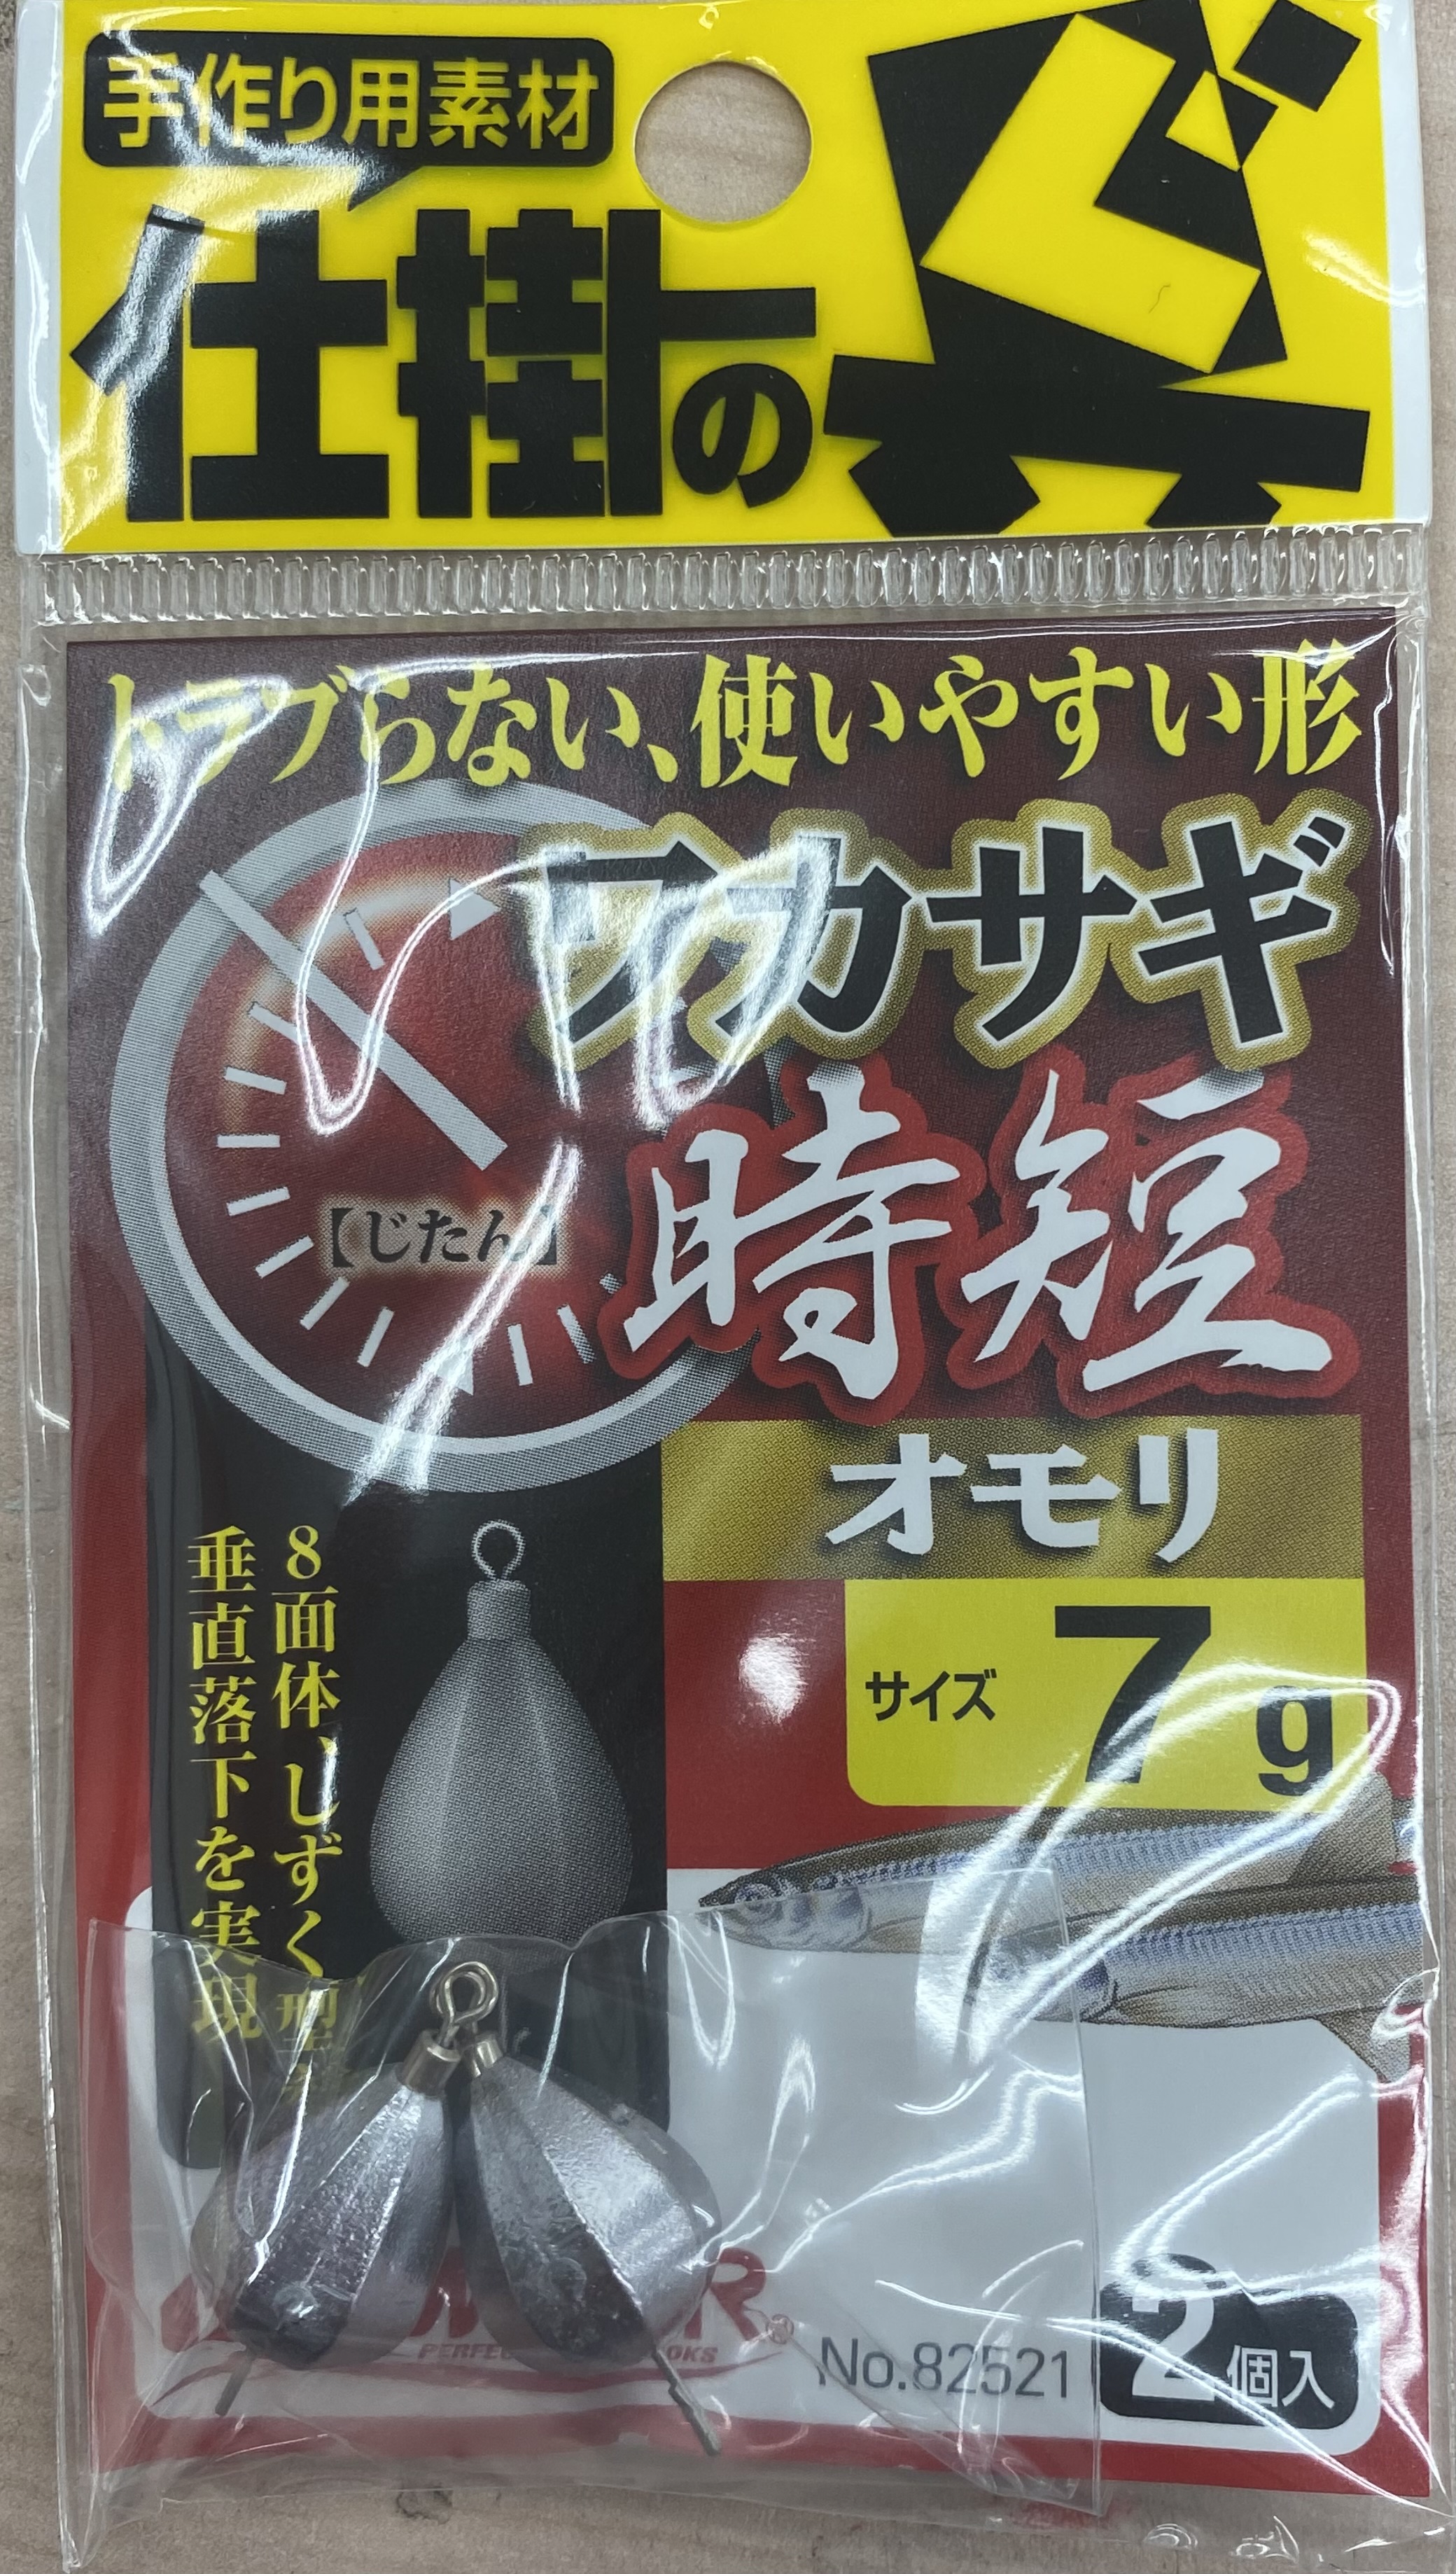 手作り用素材
仕掛の具
トラブらない、使いやすい形
ワカサギ
【じたん】
時短
オモリ
サイズ 7g
8面体、しずく型が
垂直落下を実現
No.82521
2個入